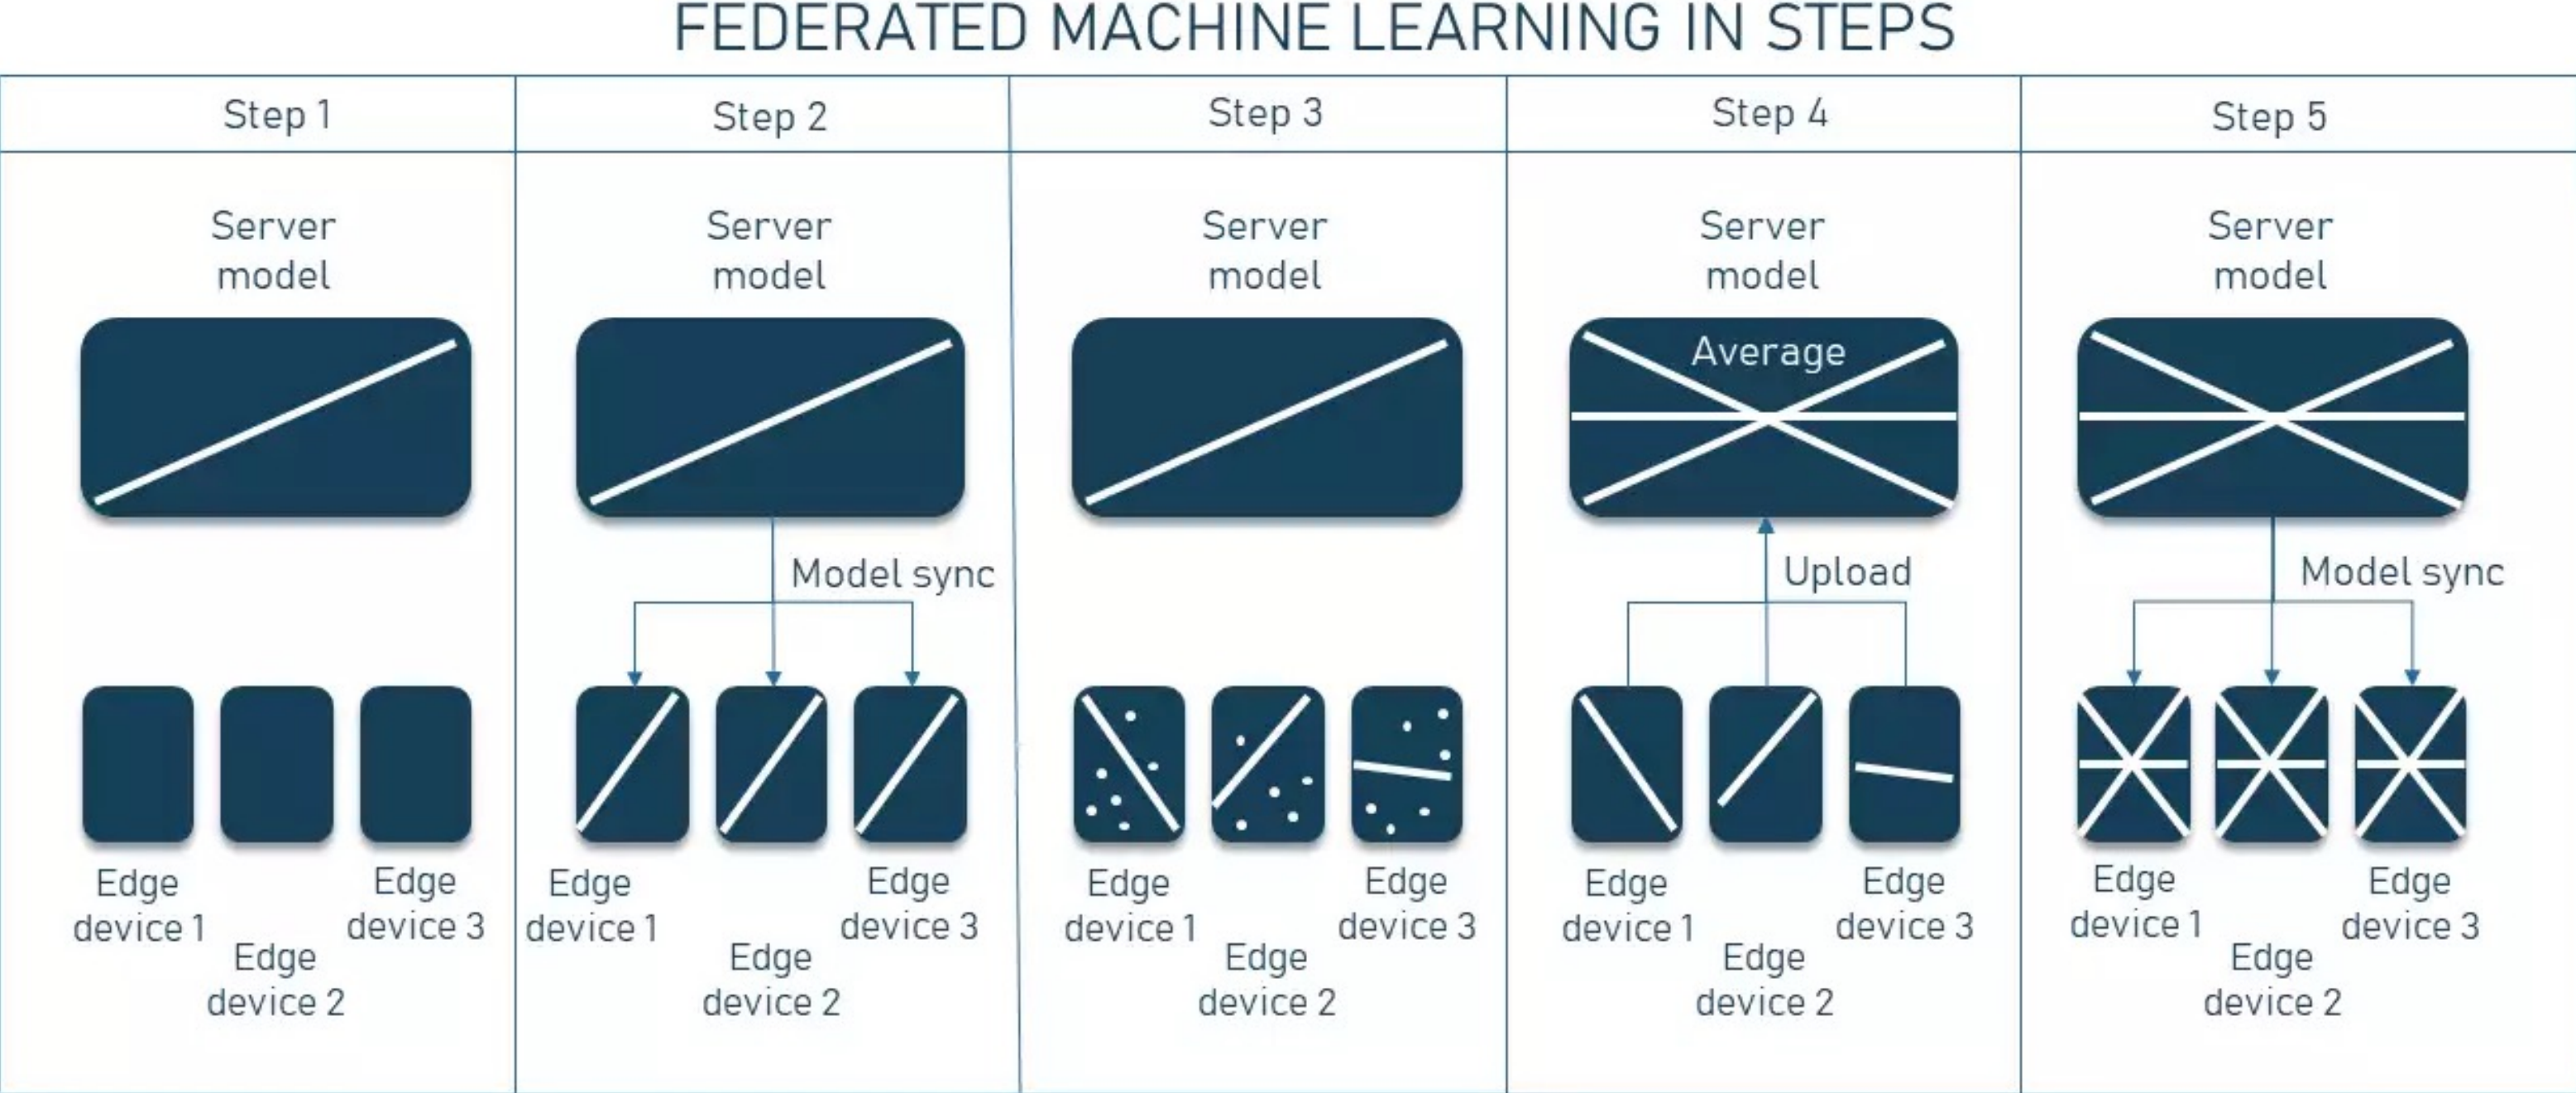 FEDERATED MACHINE LEARNING IN STEPS
Step 1
Step 2
Step 3
Step 4
Step 5
Server
model
Edge
device 1
Edge
device 2
Edge
device 3
Server
model
Model sync
Edge
device 1
Edge
device 2
Edge
device 3
Server
model
Edge
device 1
Edge
device 2
Edge
device 3
Server
model
Average
Upload
Edge
device 1
Edge
device 2
Edge
device 3
Server
model
Model sync
Edge
device 1
Edge
device 2
Edge
device 3